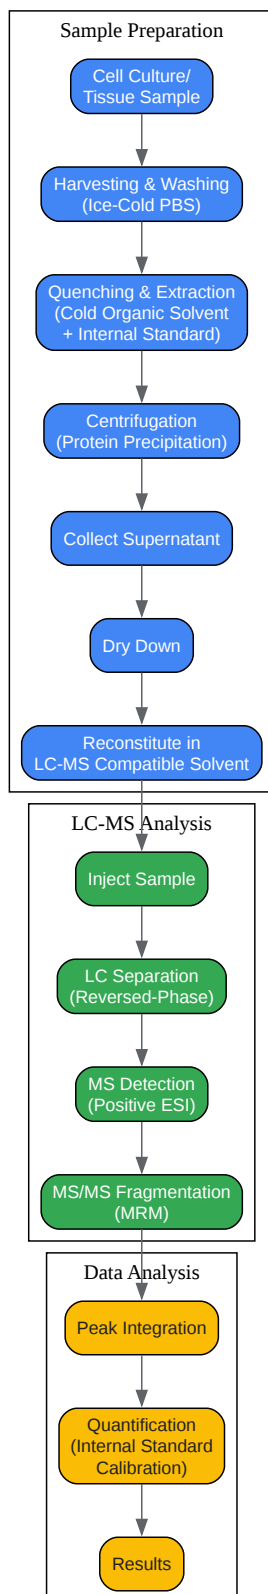 Sample Preparation
Cell Culture/
Tissue Sample
Harvesting & Washing
(Ice-Cold PBS)
Quenching & Extraction
(Cold Organic Solvent
+ Internal Standard)
Centrifugation
(Protein Precipitation)
Collect Supernatant
Dry Down
Reconstitute in
LC-MS Compatible Solvent
LC-MS Analysis
Inject Sample
LC Separation
(Reversed-Phase)
MS Detection
(Positive ESI)
MS/MS Fragmentation
(MRM)
Data Analysis
Peak Integration
Quantification
(Internal Standard
Calibration)
Results